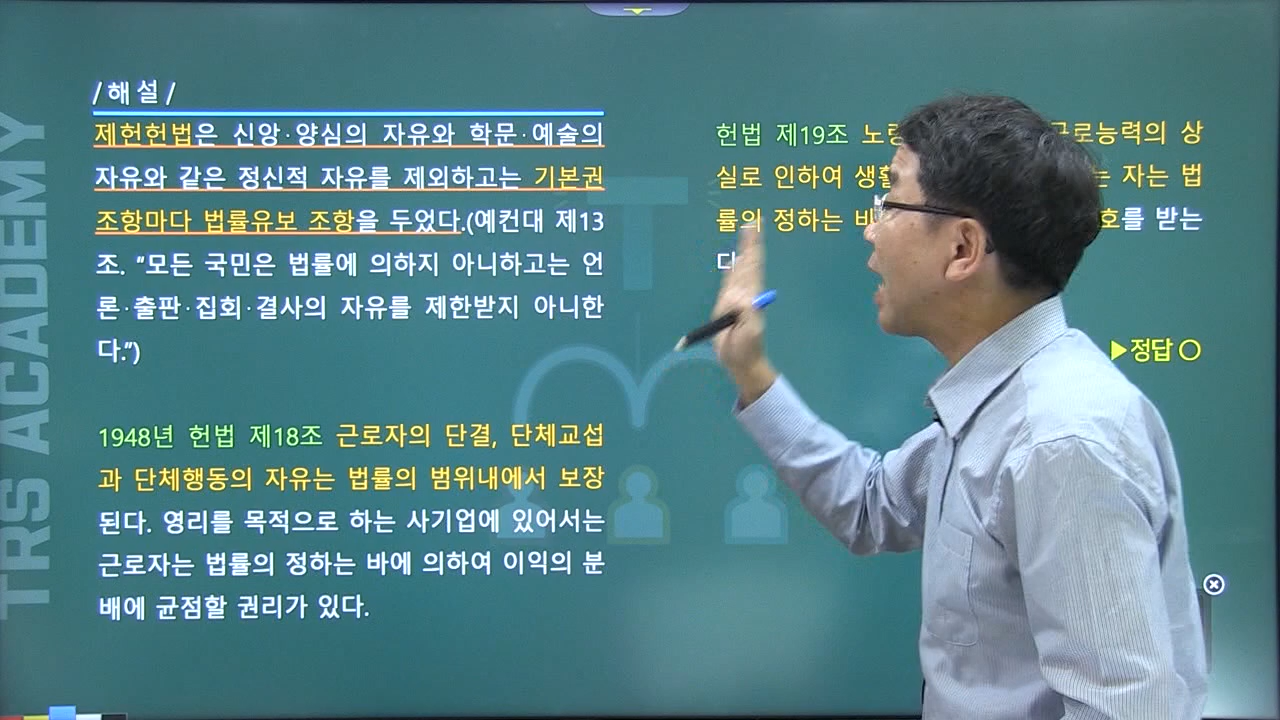 TRS ACADEMY
/ 해 설 /
제헌헌법은 신앙·양심의 자유와 학문·예술의
자유와 같은 정신적 자유를 제외하고는 기본권
조항마다 법률유보 조항을 두었다.(예컨대 제13
조. "모든 국민은 법률에 의하지 아니하고는 언
론·출판·집회·결사의 자유를 제한받지 아니한
다.")
1948년 헌법 제18조 근로자의 단결, 단체교섭
과 단체행동의 자유는 법률의 범위내에서 보장
된다. 영리를 목적으로 하는 사기업에 있어서는
근로자는 법률의 정하는 바에 의하여 이익의 분
배에 균점할 권리가 있다.
헌법 제19조 근로능력의 상
실로 인하여 자는 법
률의 정하는 를 받는
다
▶정답 ○